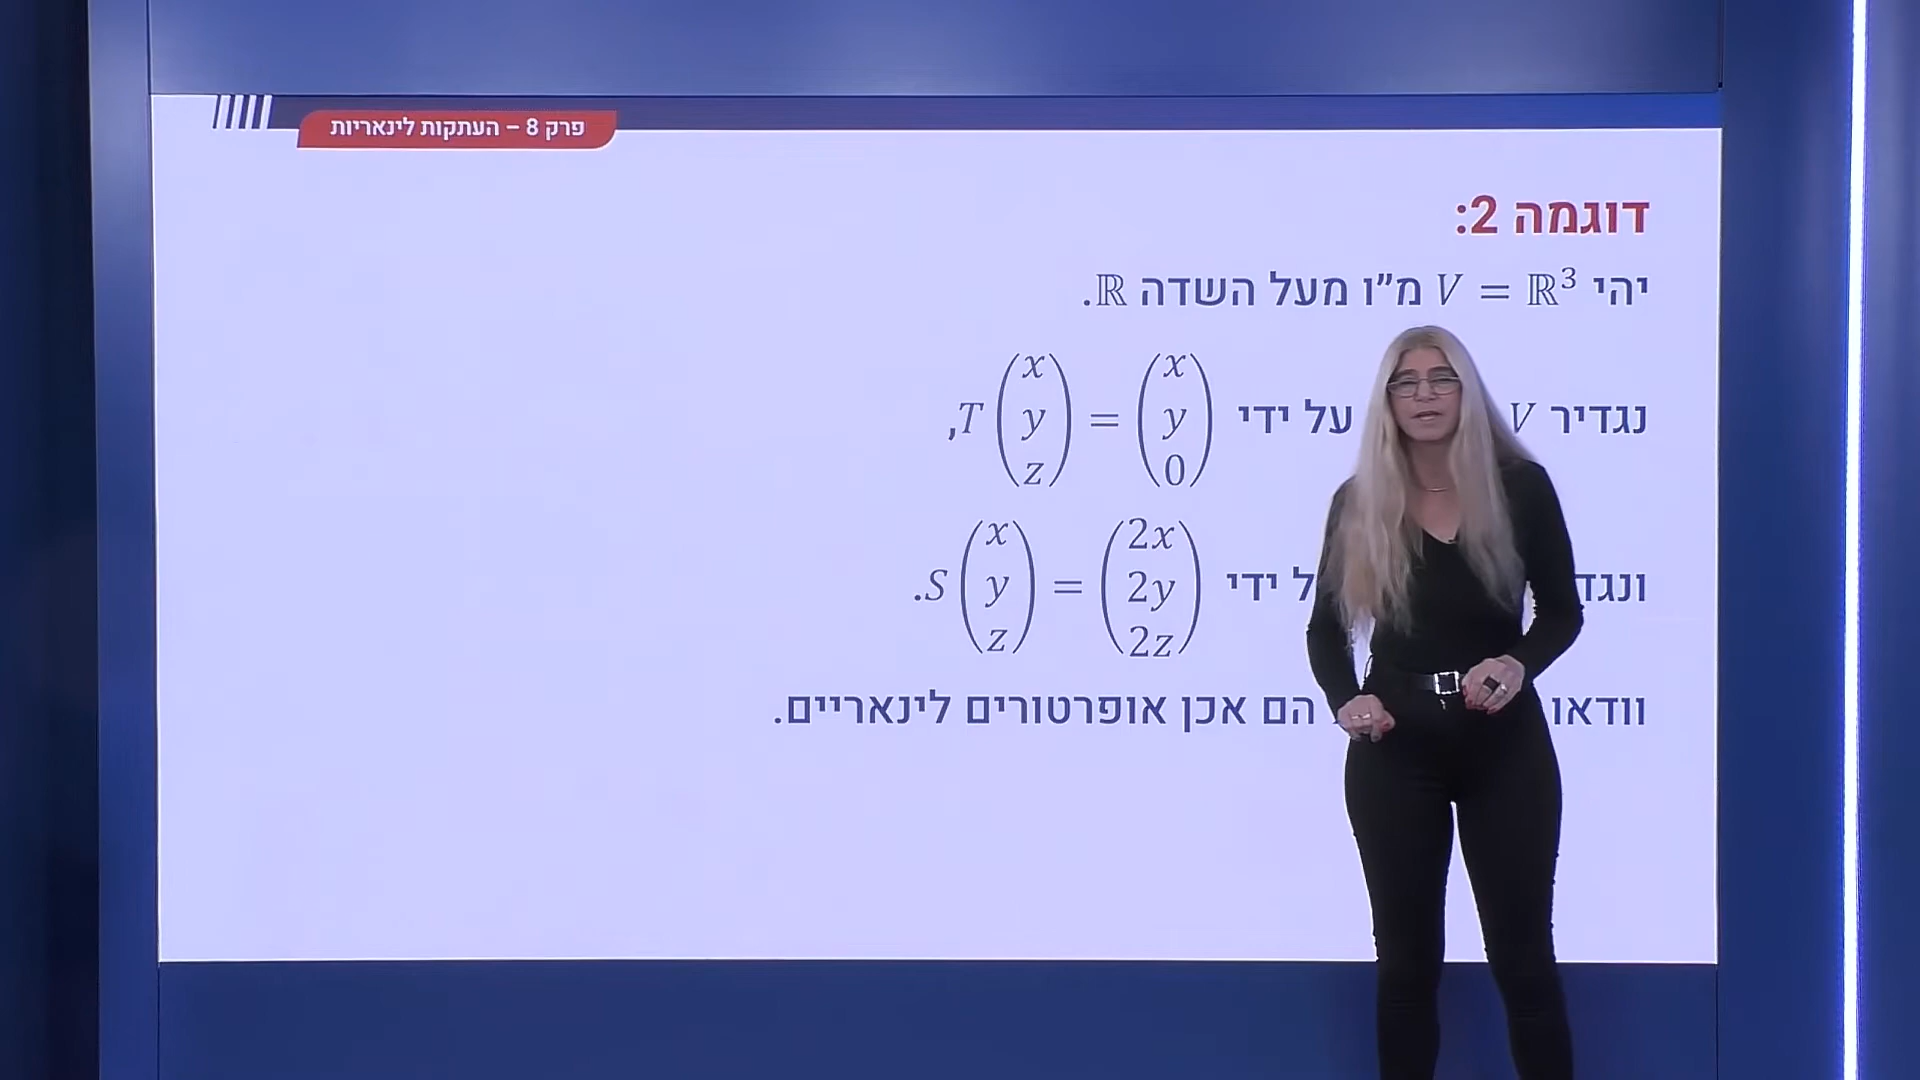 פרק 8 – העתקות לינאריות
דוגמה 2:
יהי V = ℝ³ מ"ו מעל השדה ℝ.
נגדיר V על ידי T(x y z) = (x y 0),
ידי S(x y z) = (2x 2y 2z).
וודאו הם אכן אופרטורים לינאריים.